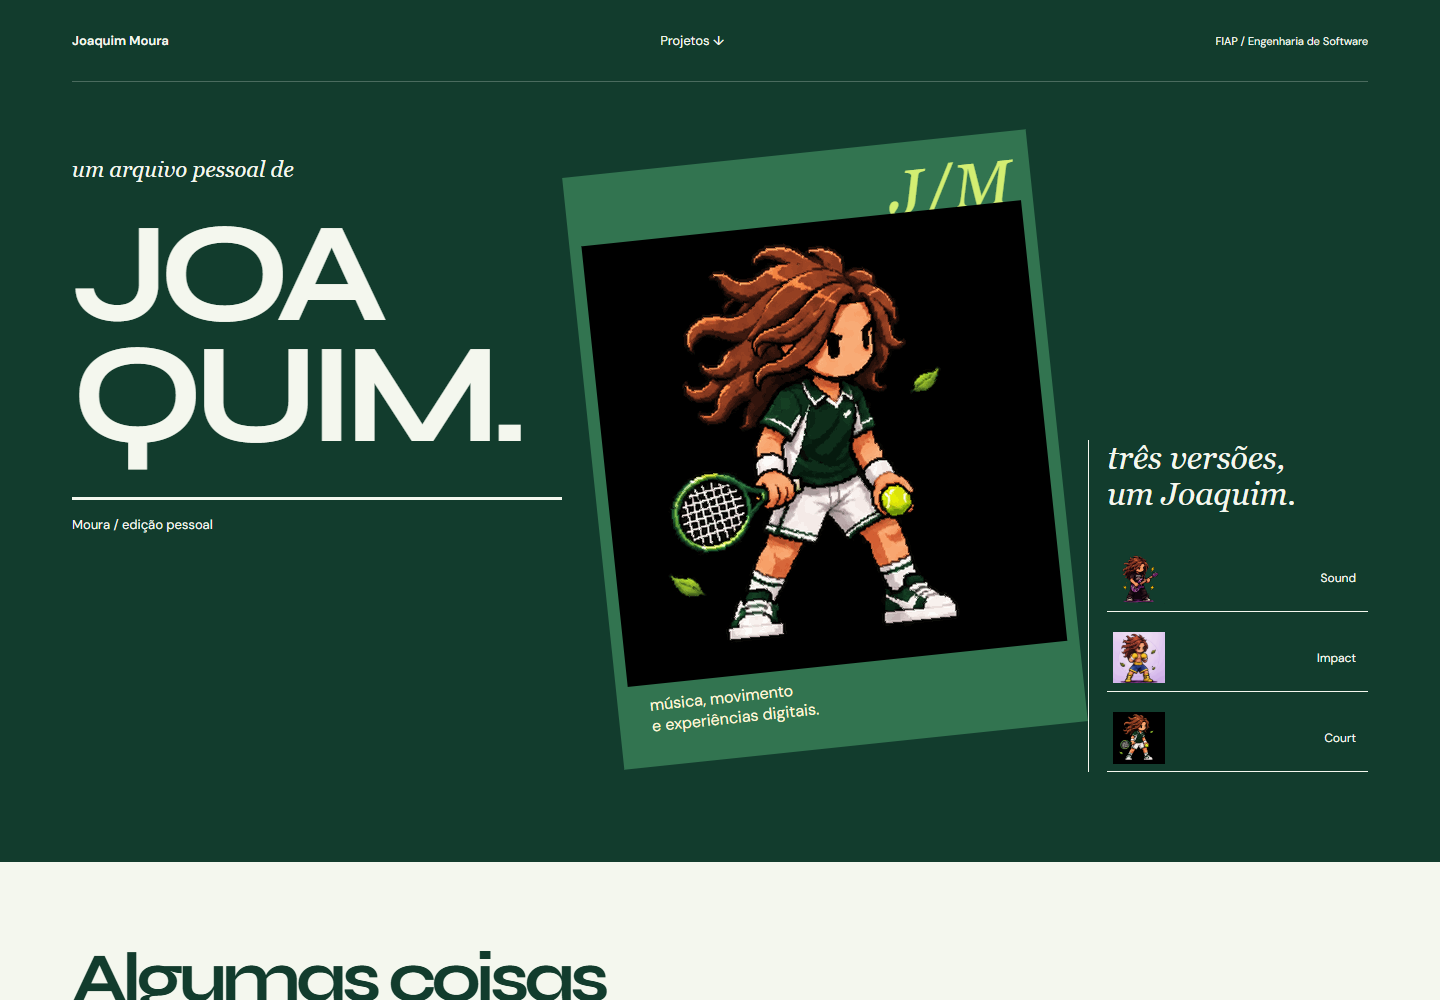 Joaquim Moura
Projetos ↓
FIAP / Engenharia de Software
um arquivo pessoal de
JOA
QUIM.
Moura / edição pessoal
J/M
música, movimento
e experiências digitais.
três versões,
um Joaquim.
Sound
Impact
Court
Algumas coisas